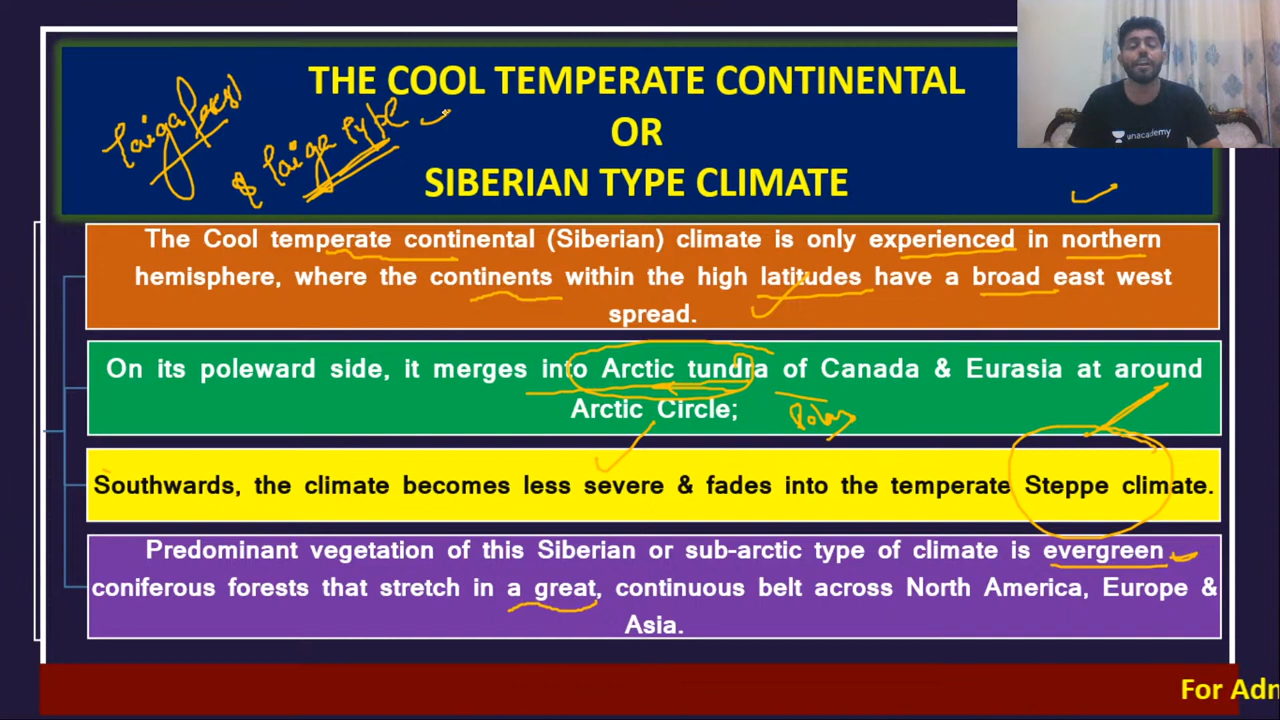 THE COOL TEMPERATE CONTINENTAL
OR
SIBERIAN TYPE CLIMATE
Taiga
& Taiga type
unacademy
The Cool temperate continental (Siberian) climate is only experienced in northern
hemisphere, where the continents within the high latitudes have a broad east west
spread.
On its poleward side, it merges into Arctic tundra of Canada & Eurasia at around
Arctic Circle;
Southwards, the climate becomes less severe & fades into the temperate Steppe climate.
Predominant vegetation of this Siberian or sub-arctic type of climate is evergreen
coniferous forests that stretch in a great, continuous belt across North America, Europe &
Asia.
For Adm